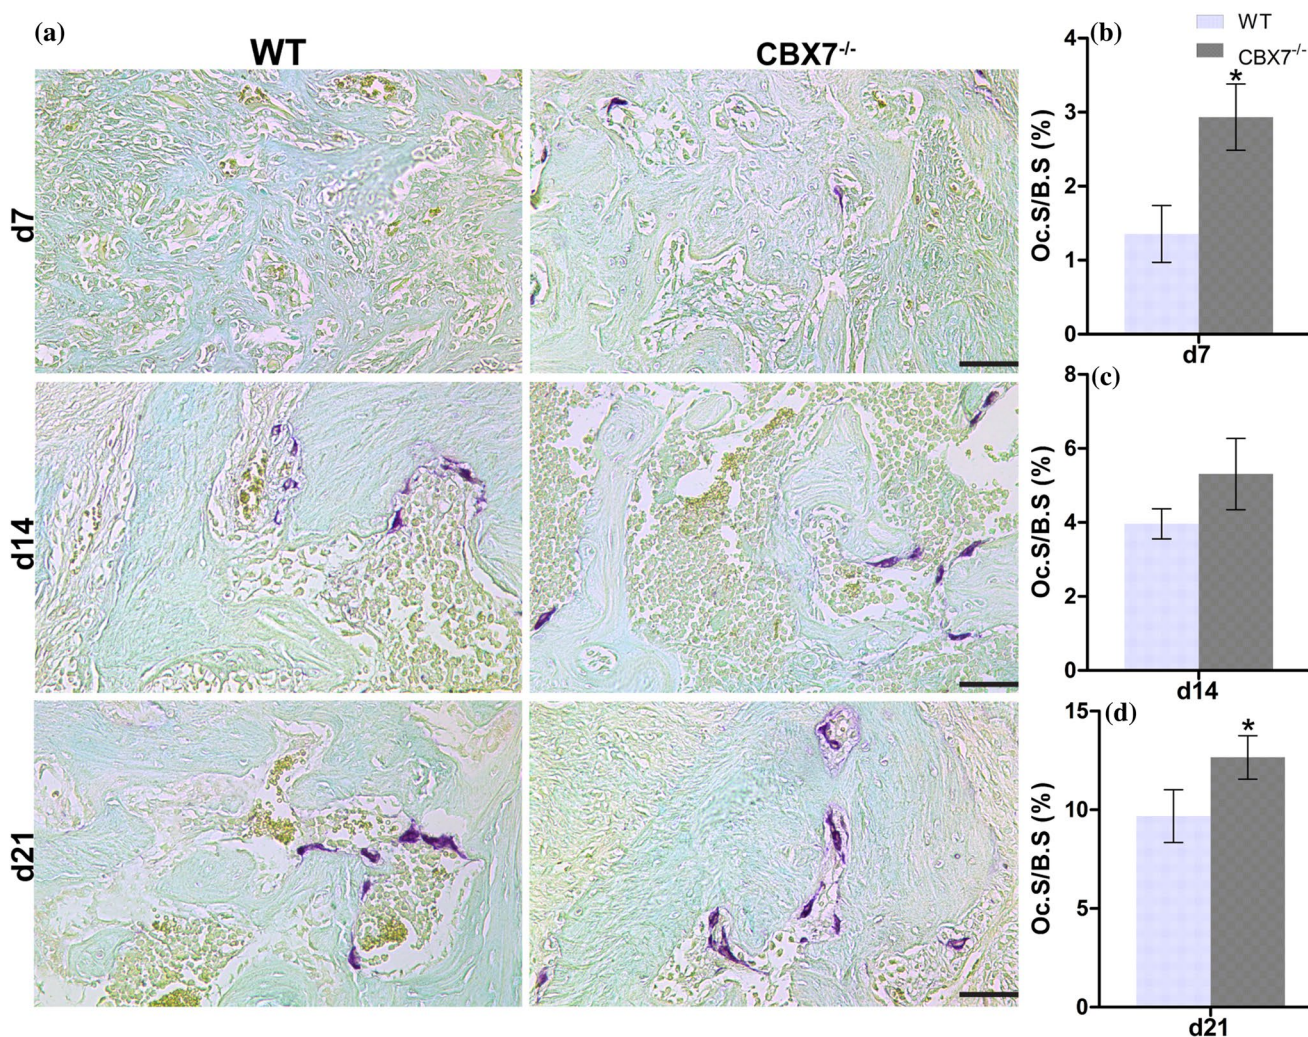 (a)
WT
CBX7-/-
d7
d14
d21
(b)
WT
CBX7-/-
Oc.S/B.S (%)
4
3
2
1
0
*
d7
(c)
Oc.S/B.S (%)
8
6
4
2
0
d14
(d)
Oc.S/B.S (%)
15
10
5
0
*
d21